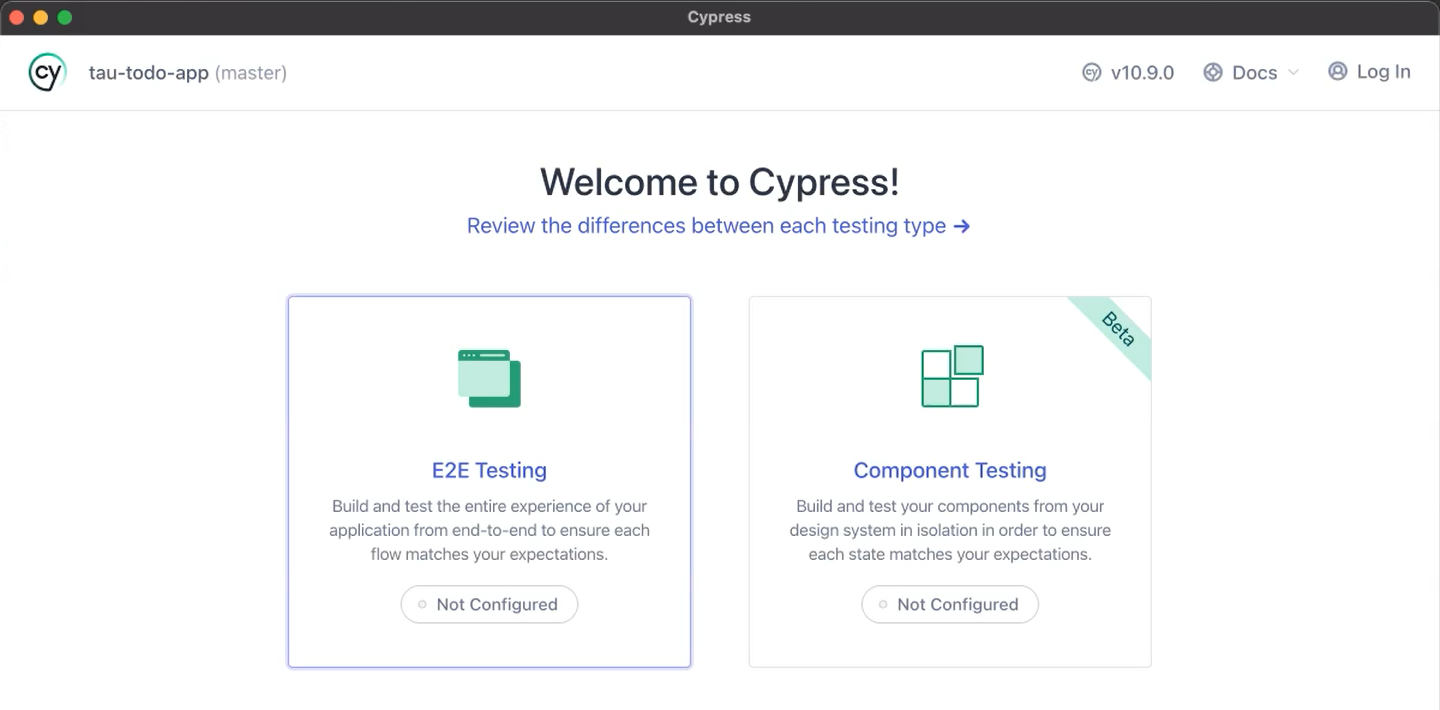 Cypress
cy tau-todo-app (master) cy v10.9.0 Docs Log In
Welcome to Cypress!
Review the differences between each testing type →
Beta
E2E Testing
Build and test the entire experience of your
application from end-to-end to ensure each
flow matches your expectations.
Not Configured
Component Testing
Build and test your components from your
design system in isolation in order to ensure
each state matches your expectations.
Not Configured